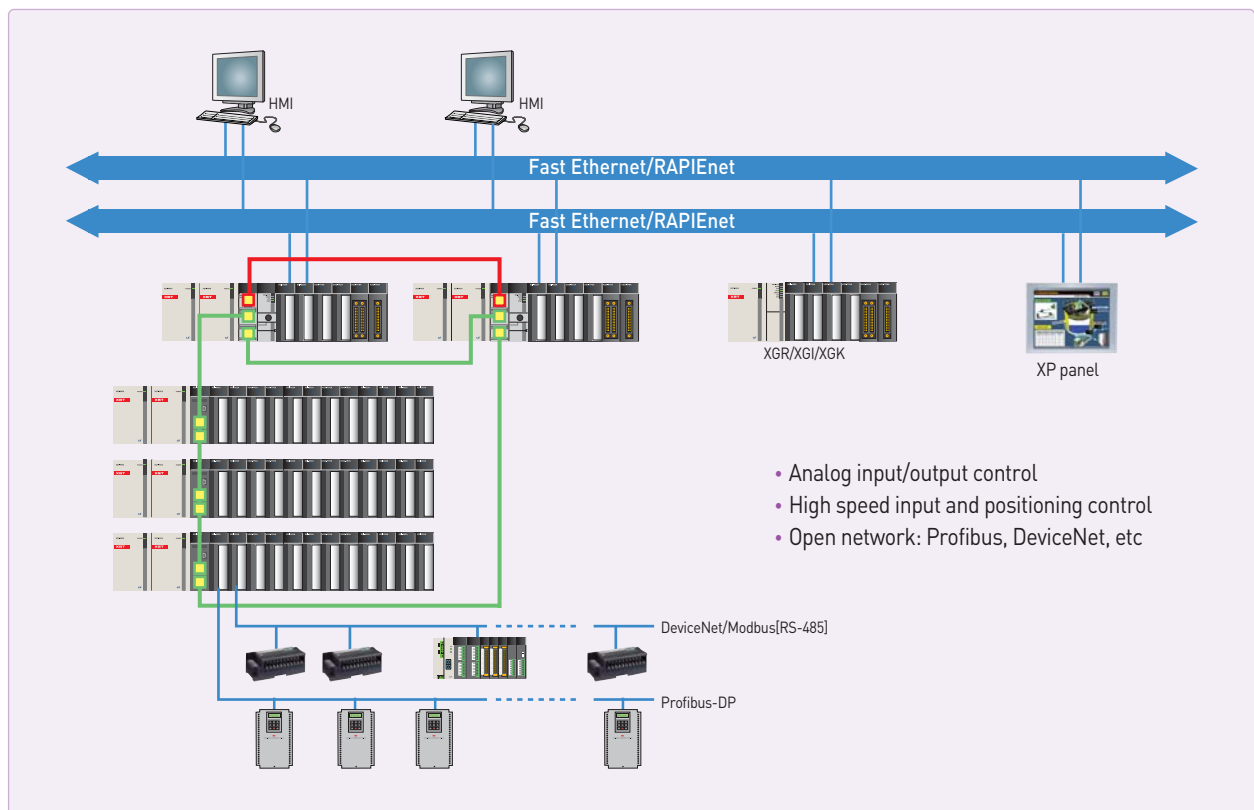 HMI
HMI
Fast Ethernet/RAPIEnet
Fast Ethernet/RAPIEnet
XGR/XGI/XGK
XP panel
• Analog input/output control
• High speed input and positioning control
• Open network: Profibus, DeviceNet, etc
DeviceNet/Modbus[RS-485]
Profibus-DP